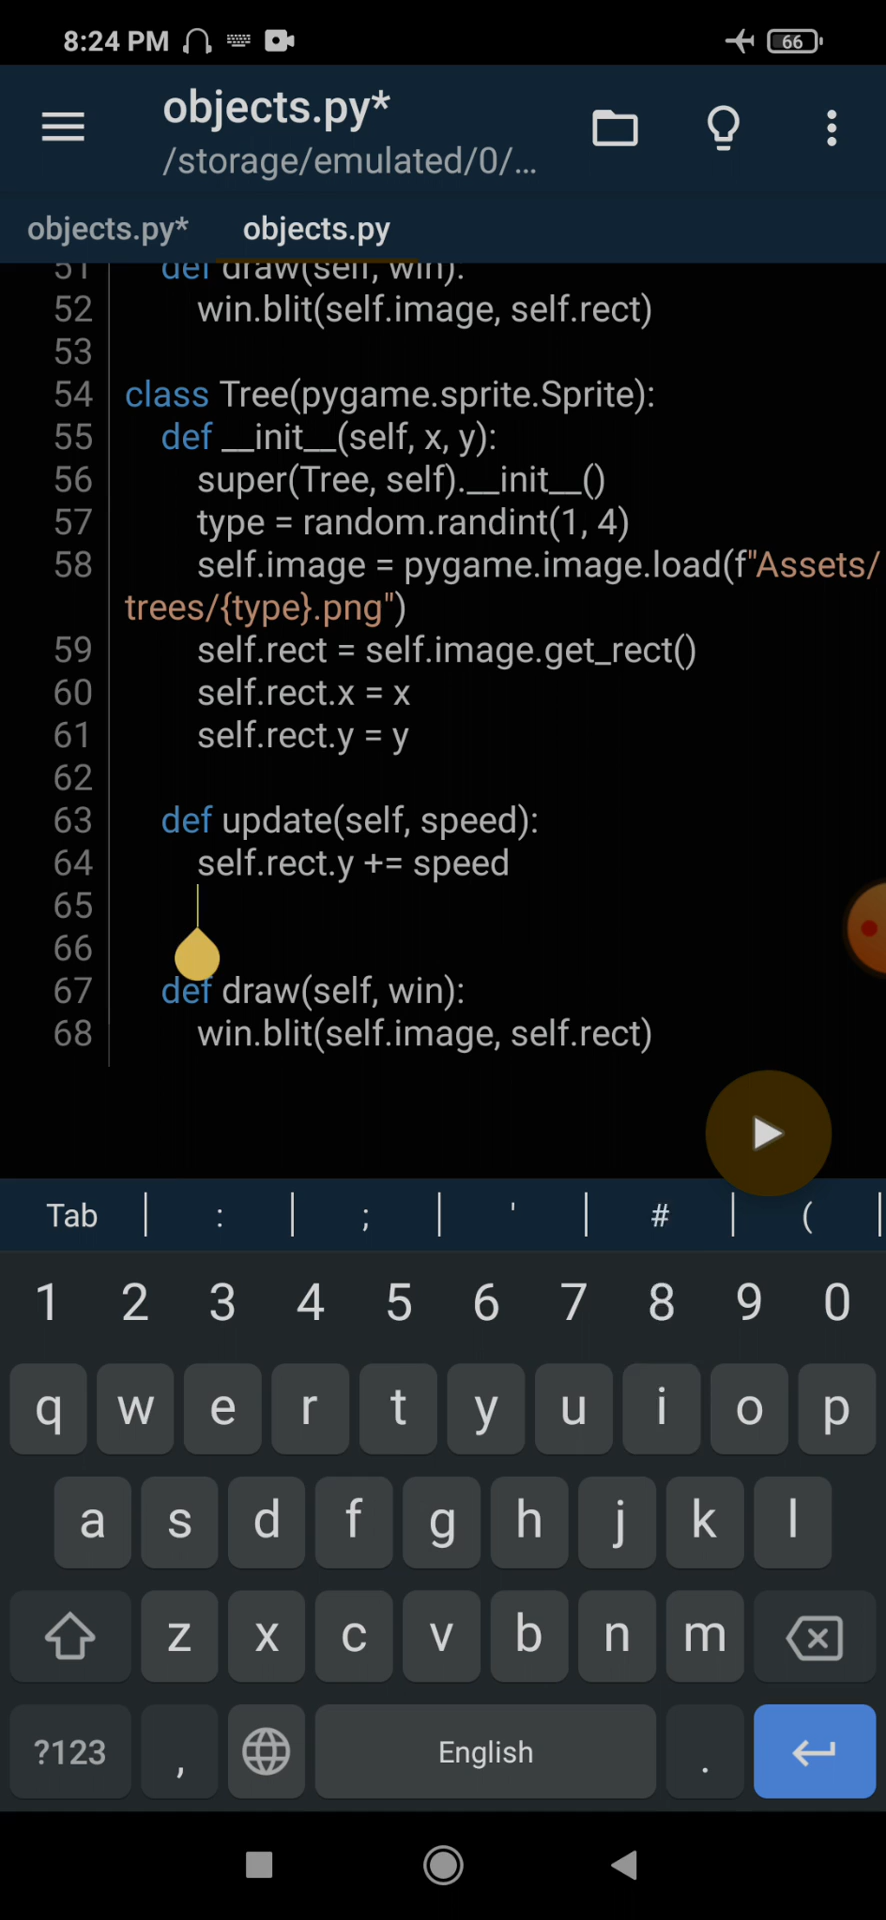 8:24 PM 66
objects.py*
/storage/emulated/0/...
objects.py* objects.py
51 def draw(self, win):
52 win.blit(self.image, self.rect)
53
54 class Tree(pygame.sprite.Sprite):
55 def __init__(self, x, y):
56 super(Tree, self).__init__()
57 type = random.randint(1, 4)
58 self.image = pygame.image.load(f"Assets/
trees/{type}.png")
59 self.rect = self.image.get_rect()
60 self.rect.x = x
61 self.rect.y = y
62
63 def update(self, speed):
64 self.rect.y += speed
65
66
67 def draw(self, win):
68 win.blit(self.image, self.rect)
Tab : ; ' # (
1 2 3 4 5 6 7 8 9 0
q w e r t y u i o p
a s d f g h j k l
z x c v b n m
?123 , English .